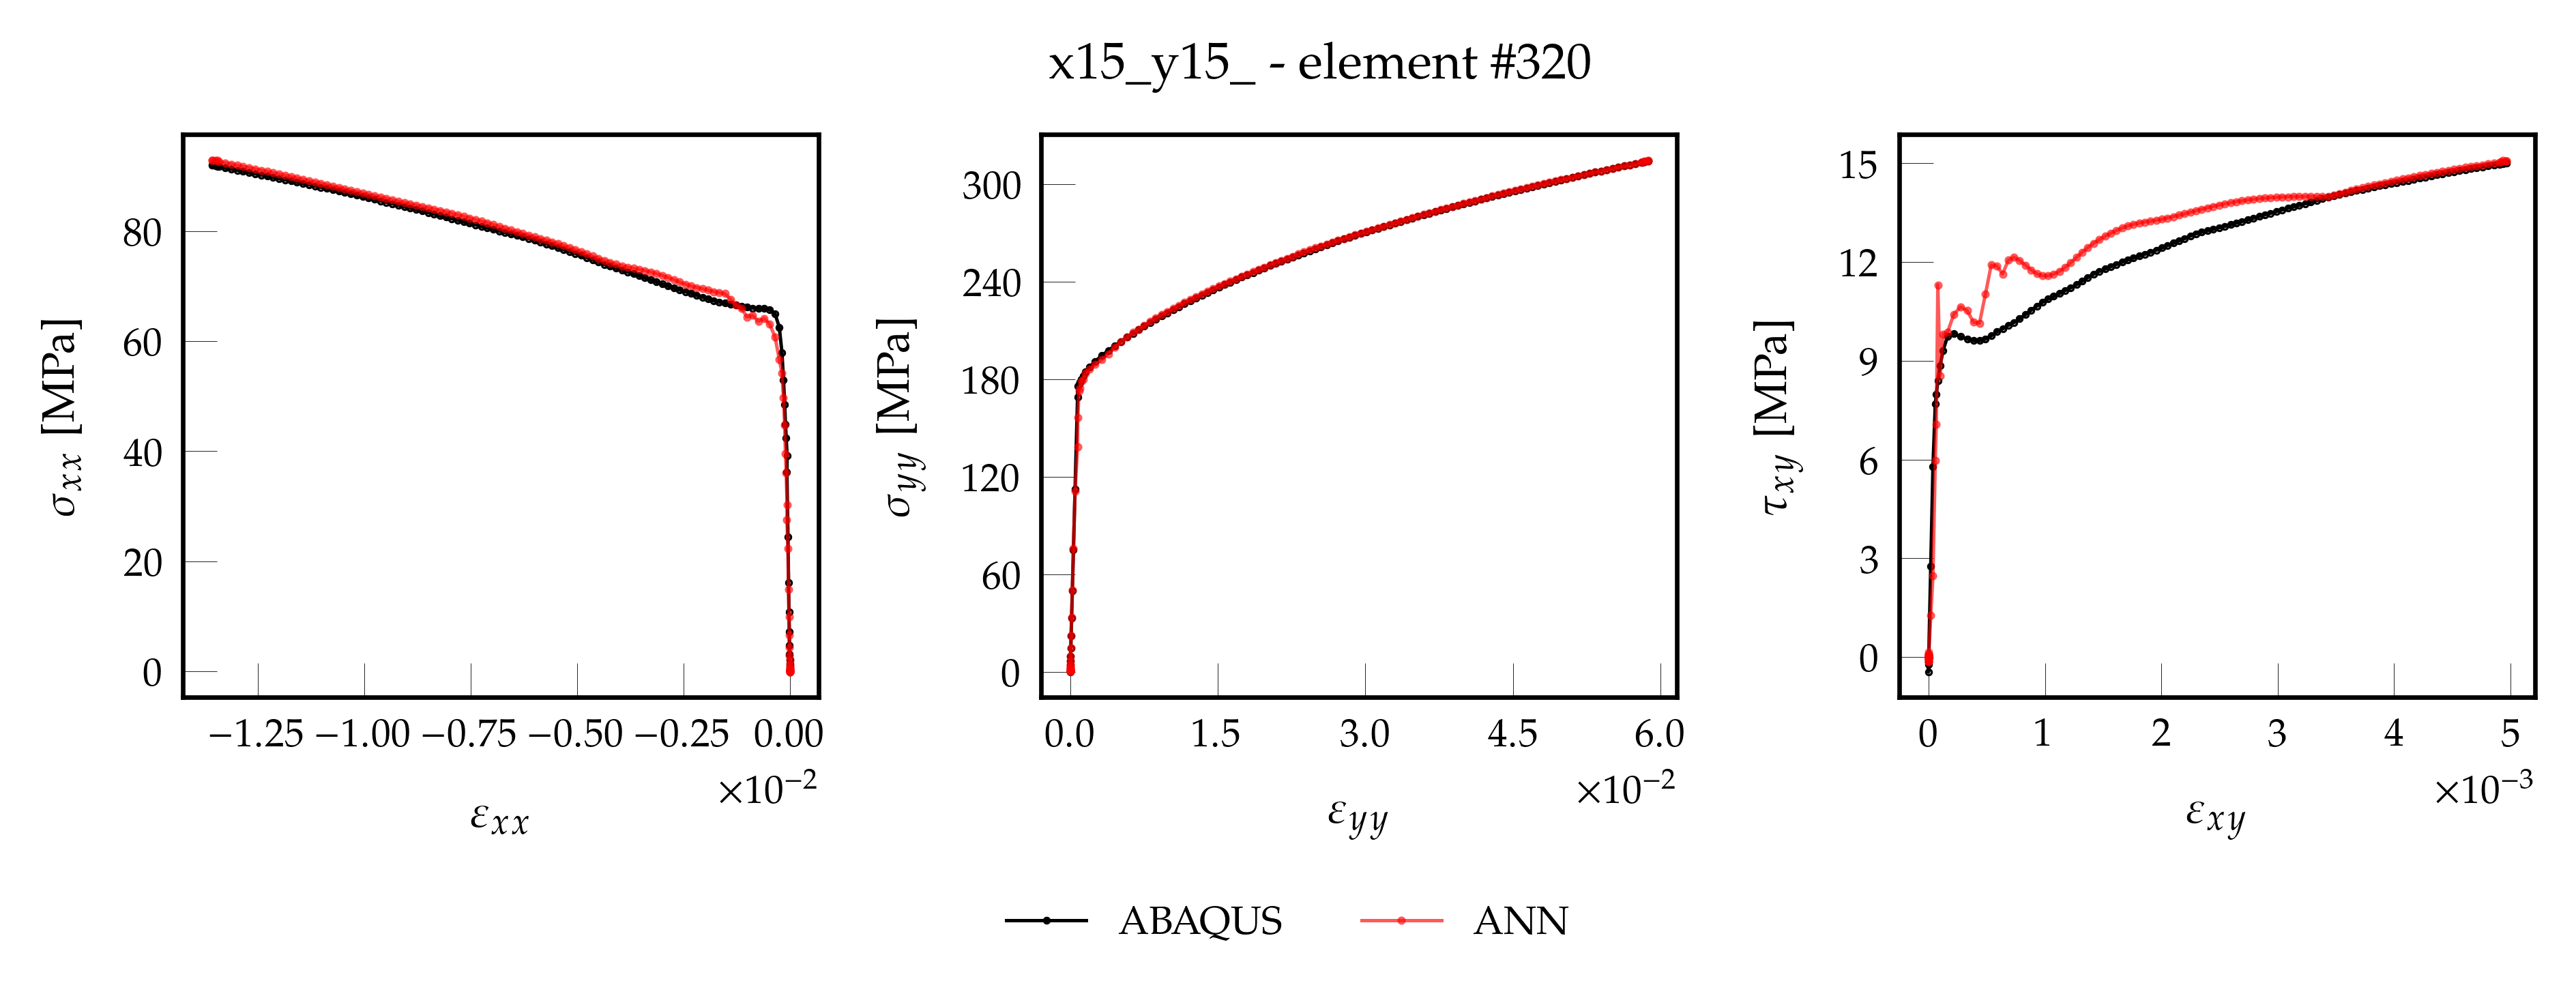 x15_y15_ - element #320
σxx [MPa]
80
60
40
20
0
−1.25 −1.00 −0.75 −0.50 −0.25 0.00
×10−2
εxx
σyy [MPa]
300
240
180
120
60
0
0.0 1.5 3.0 4.5 6.0
×10−2
εyy
τxy [MPa]
15
12
9
6
3
0
0 1 2 3 4 5
×10−3
εxy
ABAQUS ANN